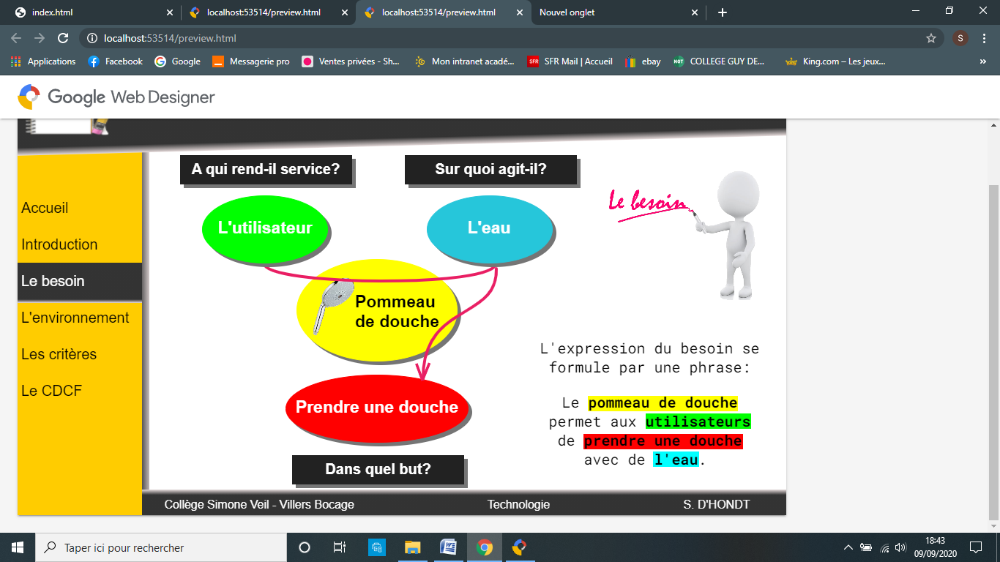 index.html
localhost:53514/preview.html
localhost:53514/preview.html
Nouvel onglet
localhost:53514/preview.html
S
Applications
Facebook
Google
Messagerie pro
Ventes privées - Sh...
Mon intranet acadé...
SFR
SFR Mail | Accueil
ebay
NOT
COLLEGE GUY DE...
King.com – Les jeux...
»
Google Web Designer
A qui rend-il service?
Sur quoi agit-il?
L'utilisateur
L'eau
Le besoin
Accueil
Introduction
Le besoin
L'environnement
Les critères
Le CDCF
Pommeau
de douche
Prendre une douche
Dans quel but?
L'expression du besoin se
formule par une phrase:
Le pommeau de douche
permet aux utilisateurs
de prendre une douche
avec de l'eau.
Collège Simone Veil - Villers Bocage
Technologie
S. D'HONDT
Taper ici pour rechercher
18:43
09/09/2020